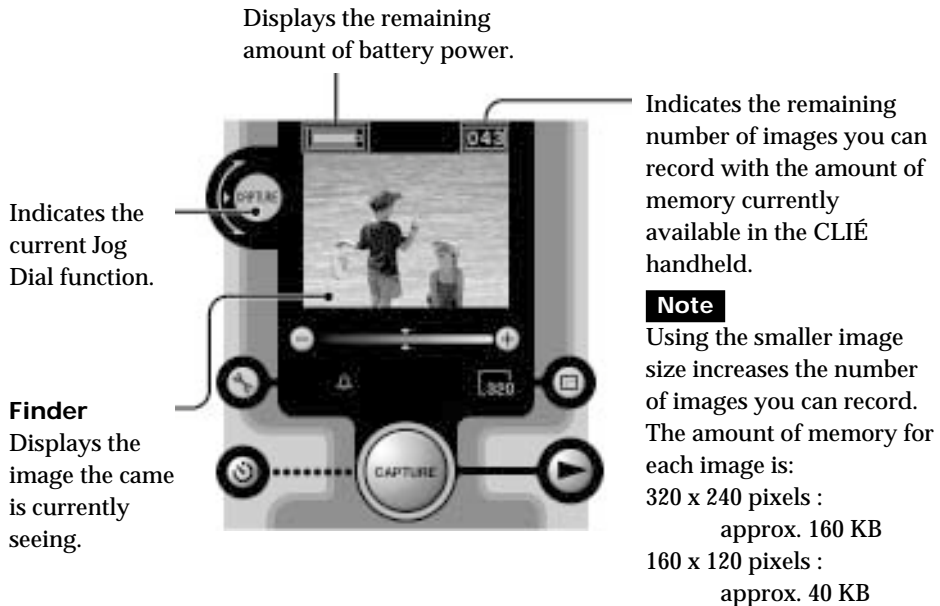 Displays the remaining
amount of battery power.
Indicates the remaining
number of images you can
record with the amount of
memory currently
available in the CLIÉ
handheld.
Note
Using the smaller image
size increases the number
of images you can record.
The amount of memory for
each image is:
320 x 240 pixels :
approx. 160 KB
160 x 120 pixels :
approx. 40 KB
Indicates the
current Jog
Dial function.
Finder
Displays the
image the came
is currently
seeing.
043
CAPTURE
320
CAPTURE